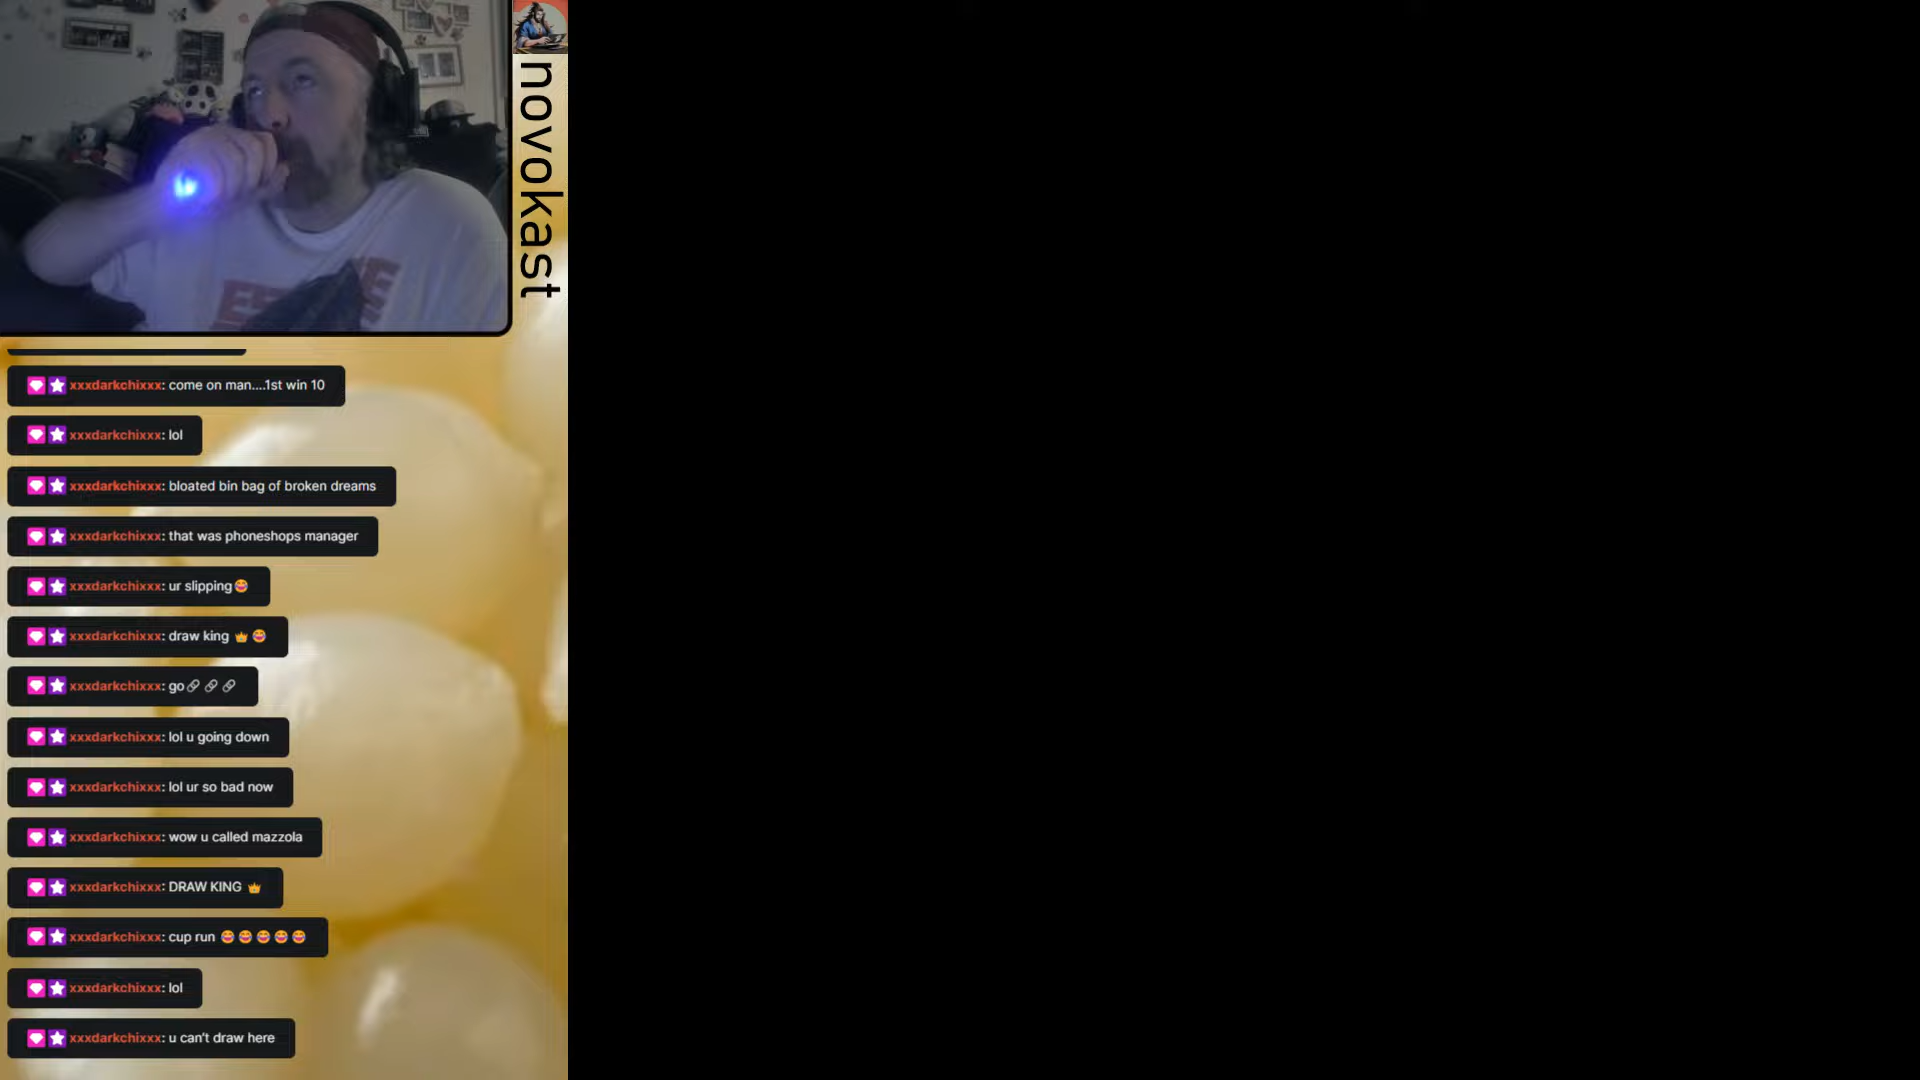 novokast
xxxdarkchixxx: come on man....1st win 10
xxxdarkchixxx: lol
xxxdarkchixxx: bloated bin bag of broken dreams
xxxdarkchixxx: that was phoneshops manager
xxxdarkchixxx: ur slipping😅
xxxdarkchixxx: draw king 👑 😅
xxxdarkchixxx: go🔗 🔗 🔗
xxxdarkchixxx: lol u going down
xxxdarkchixxx: lol ur so bad now
xxxdarkchixxx: wow u called mazzola
xxxdarkchixxx: DRAW KING 👑
xxxdarkchixxx: cup run 😅 😅 😅 😅 😅
xxxdarkchixxx: lol
xxxdarkchixxx: u can't draw here